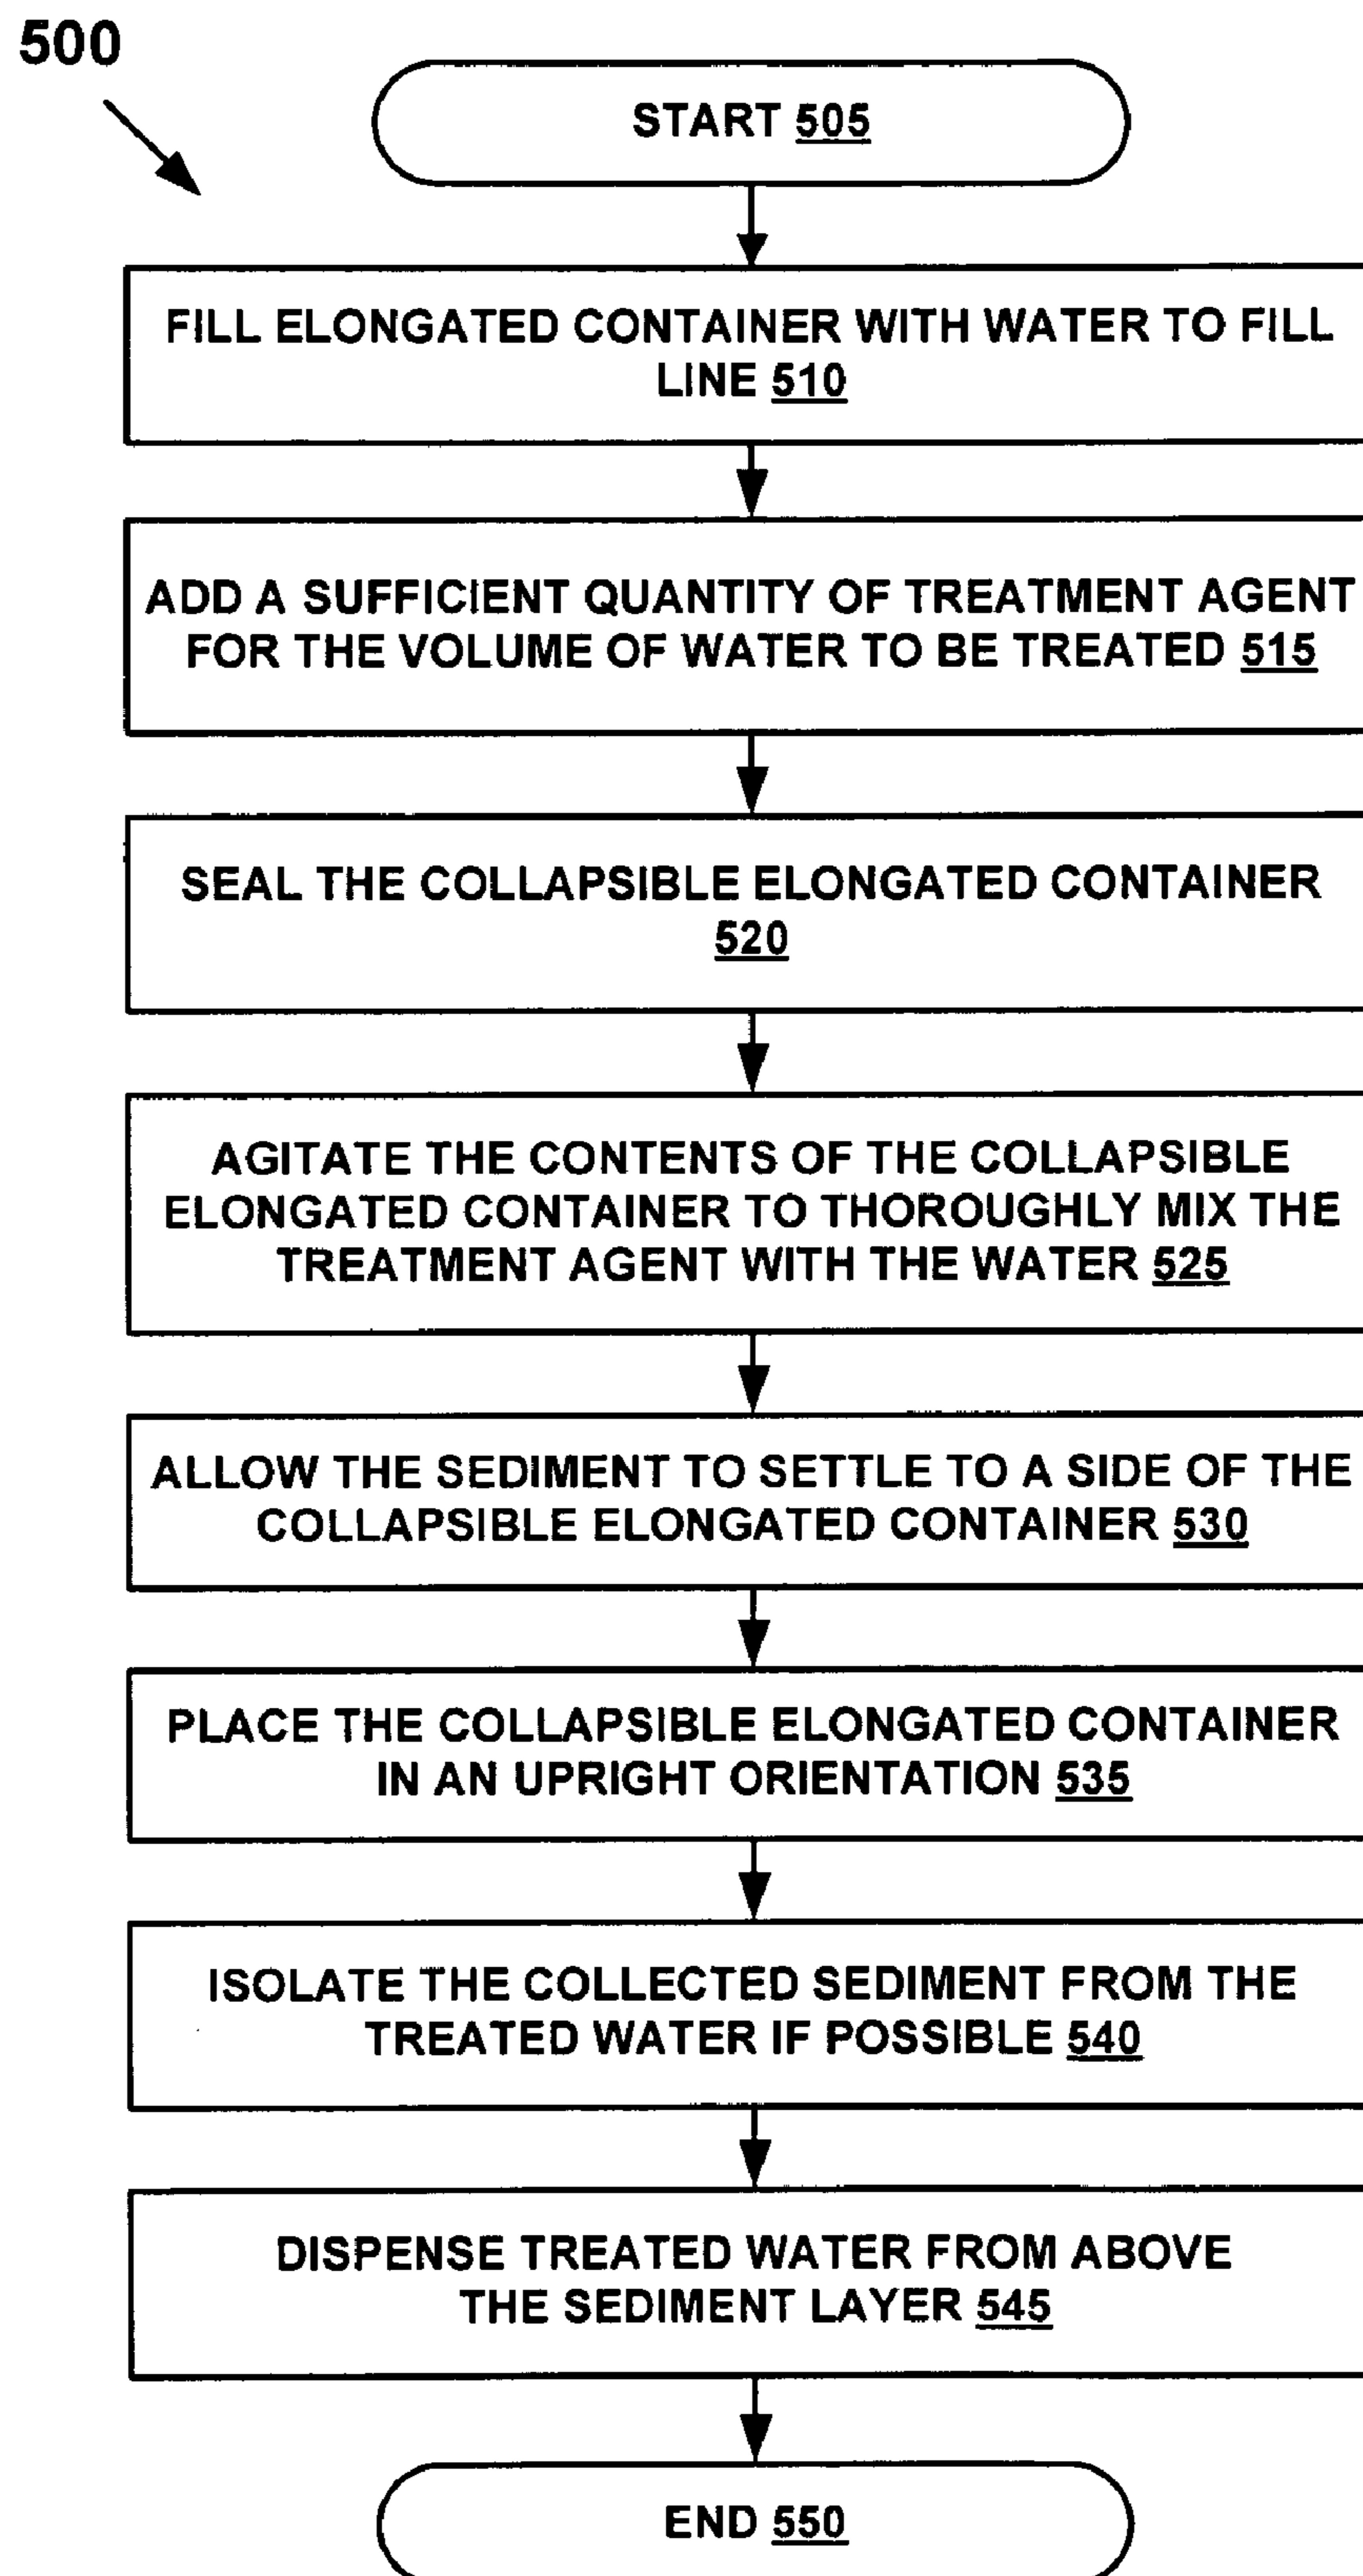 500
START 505
FILL ELONGATED CONTAINER WITH WATER TO FILL
LINE 510
ADD A SUFFICIENT QUANTITY OF TREATMENT AGENT
FOR THE VOLUME OF WATER TO BE TREATED 515
SEAL THE COLLAPSIBLE ELONGATED CONTAINER
520
AGITATE THE CONTENTS OF THE COLLAPSIBLE
ELONGATED CONTAINER TO THOROUGHLY MIX THE
TREATMENT AGENT WITH THE WATER 525
ALLOW THE SEDIMENT TO SETTLE TO A SIDE OF THE
COLLAPSIBLE ELONGATED CONTAINER 530
PLACE THE COLLAPSIBLE ELONGATED CONTAINER
IN AN UPRIGHT ORIENTATION 535
ISOLATE THE COLLECTED SEDIMENT FROM THE
TREATED WATER IF POSSIBLE 540
DISPENSE TREATED WATER FROM ABOVE
THE SEDIMENT LAYER 545
END 550